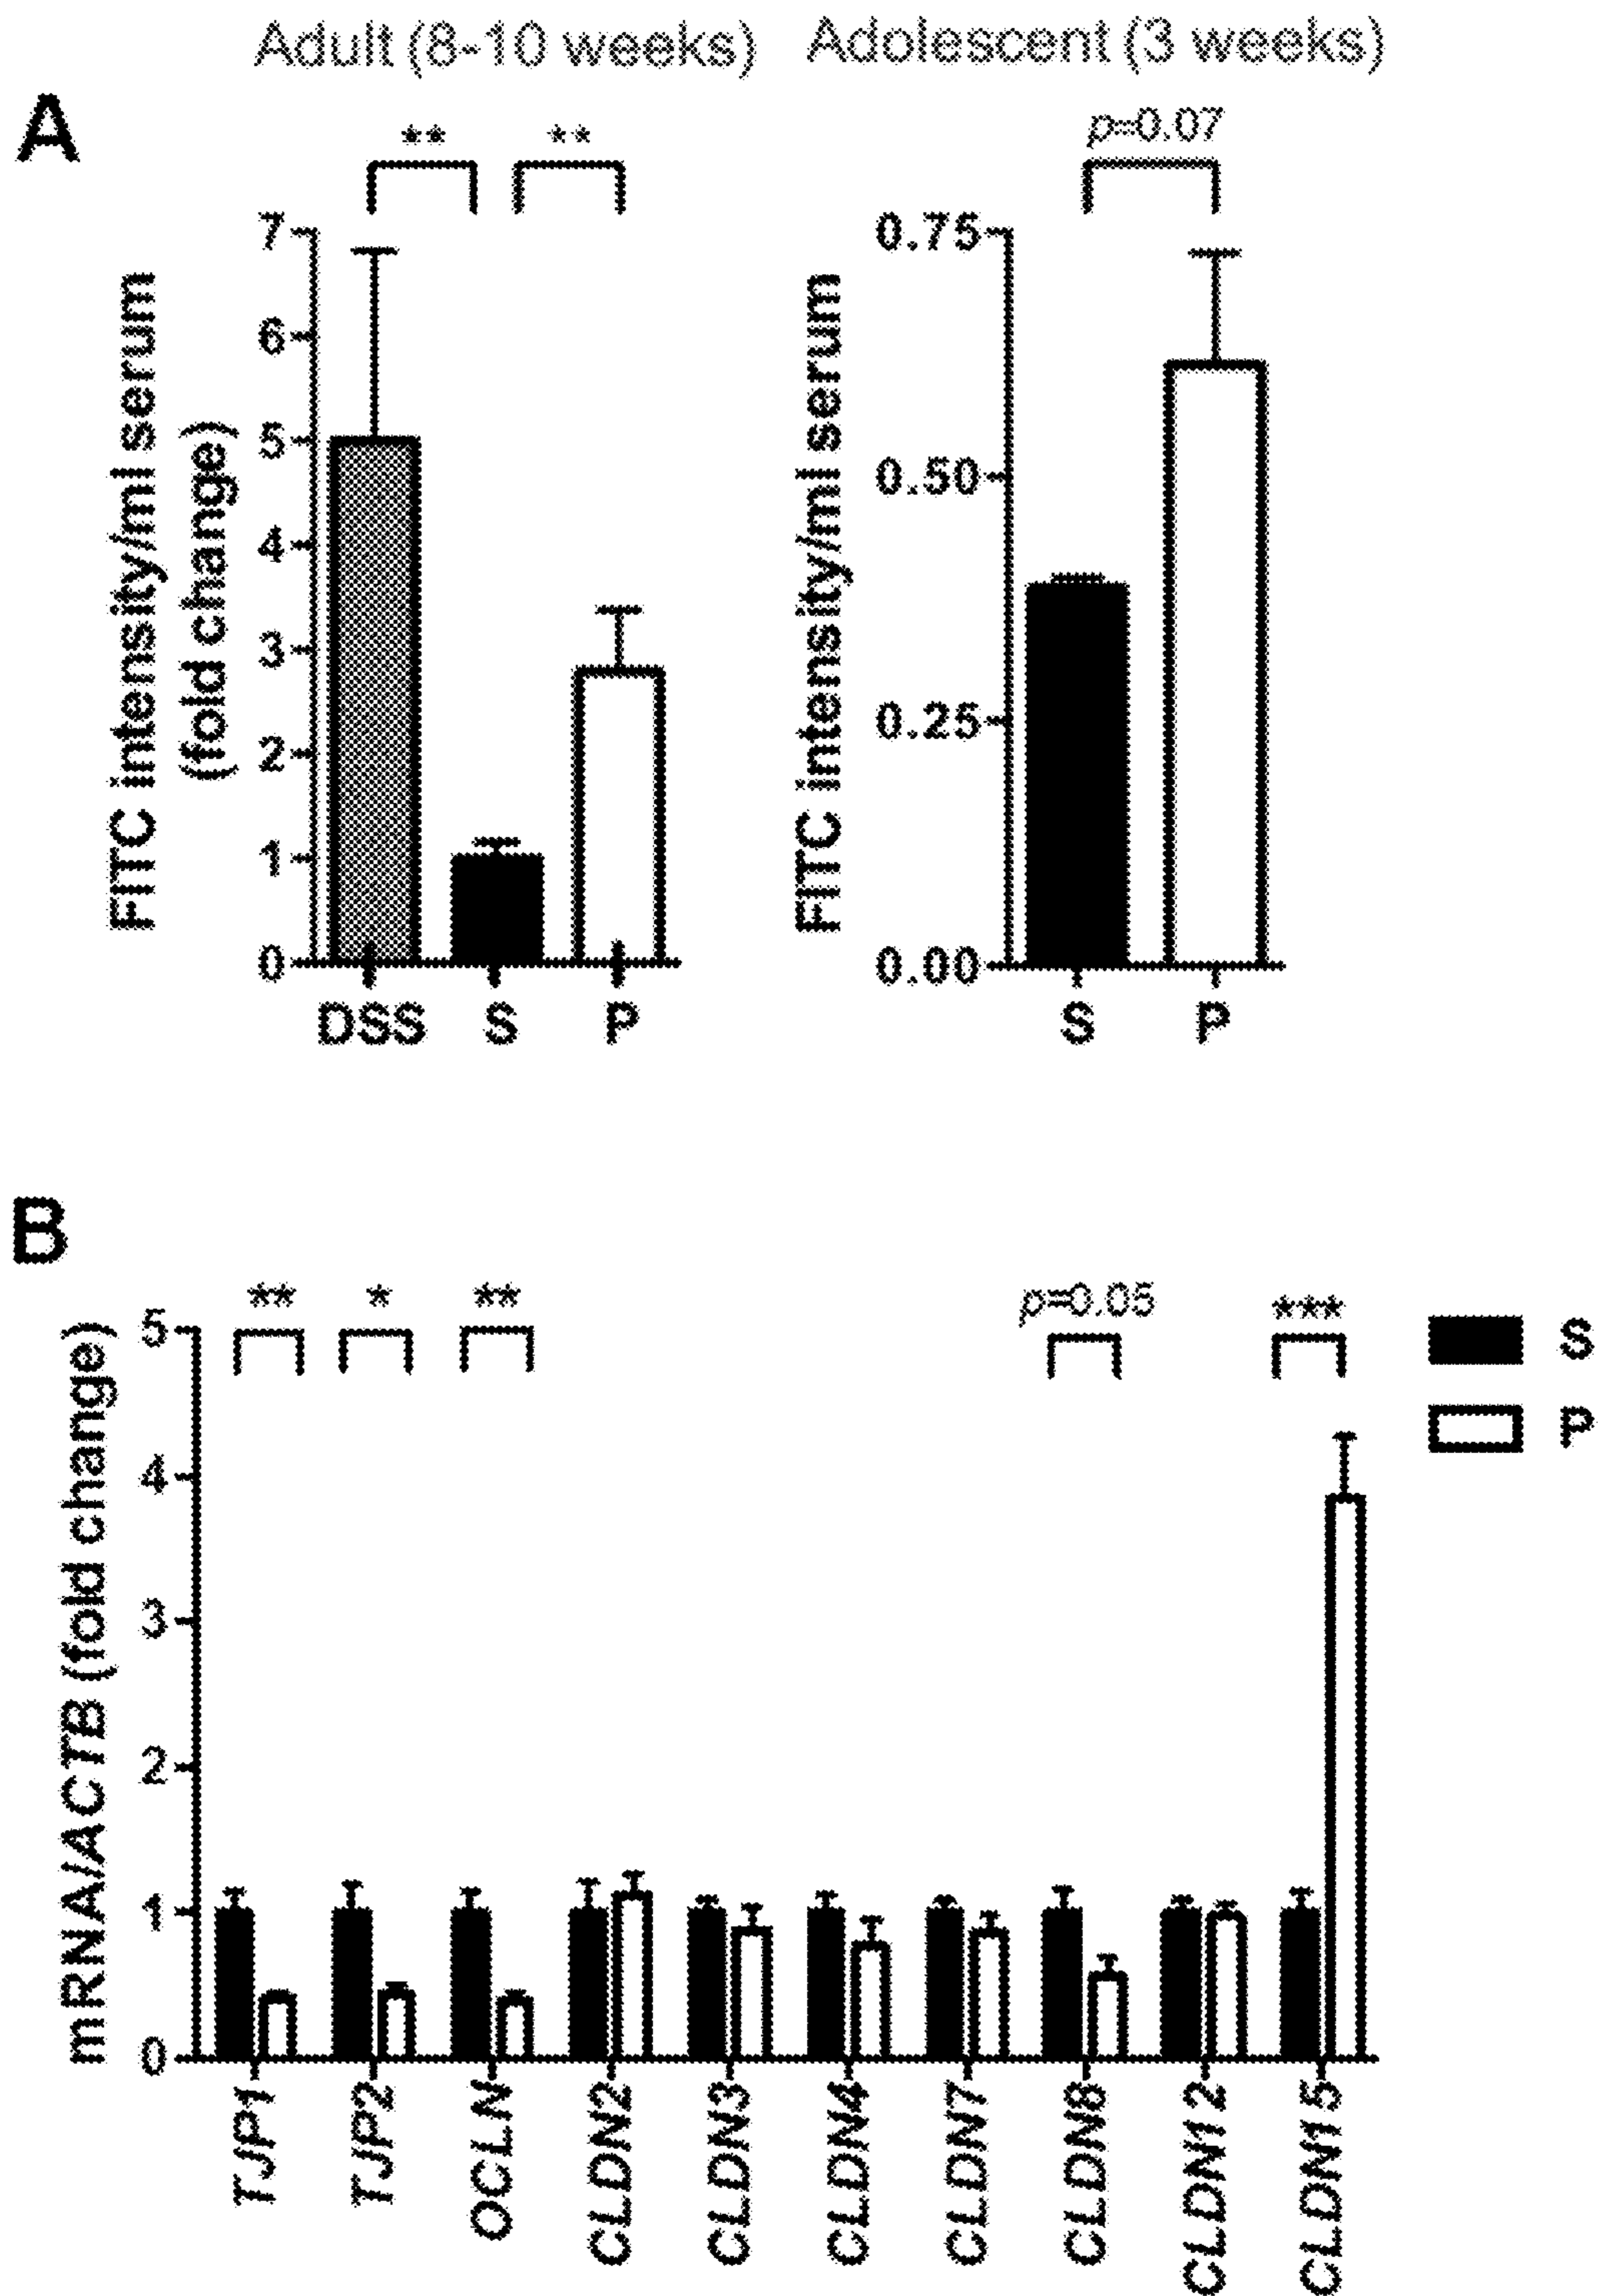 Adult (8-10 weeks)
Adolescent (3 weeks)
A
**
**
p=0.07
FITC intensity/ml serum
(fold change)
7
6
5
4
3
2
1
0
DSS
S
P
FITC intensity/ml serum
0.75
0.50
0.25
0.00
S
P
B
**
*
**
p=0.05
***
S
P
mRNA/ACTB (fold change)
5
4
3
2
1
0
TJP1
TJP2
OCLN
CLDN2
CLDN3
CLDN4
CLDN7
CLDN8
CLDN12
CLDN15